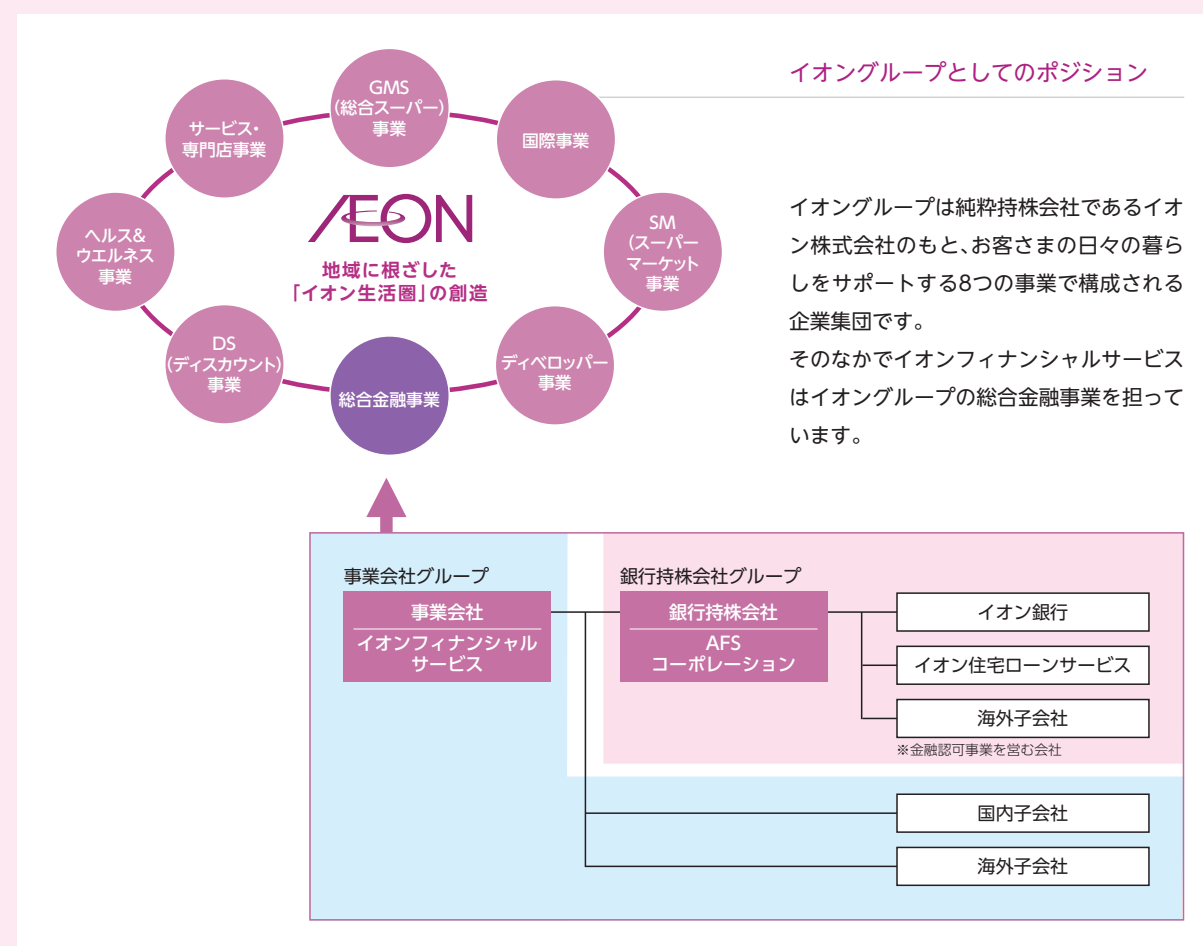 イオングループとしてのポジション
GMS
(総合スーパー)
事業
国際事業
SM
(スーパー
マーケット
事業
ディベロッパー
事業
総合金融事業
DS
(ディスカウント)
事業
ヘルス&
ウエルネス
事業
サービス・
専門店事業
AEON
地域に根ざした
「イオン生活圏」の創造
イオングループは純粋持株会社であるイオ
ン株式会社のもと、お客さまの日々の暮ら
しをサポートする8つの事業で構成される
企業集団です。
そのなかでイオンフィナンシャルサービス
はイオングループの総合金融事業を担って
います。
事業会社グループ
事業会社
イオンフィナンシャル
サービス
銀行持株会社グループ
銀行持株会社
AFS
コーポレーション
イオン銀行
イオン住宅ローンサービス
海外子会社
※金融認可事業を営む会社
国内子会社
海外子会社